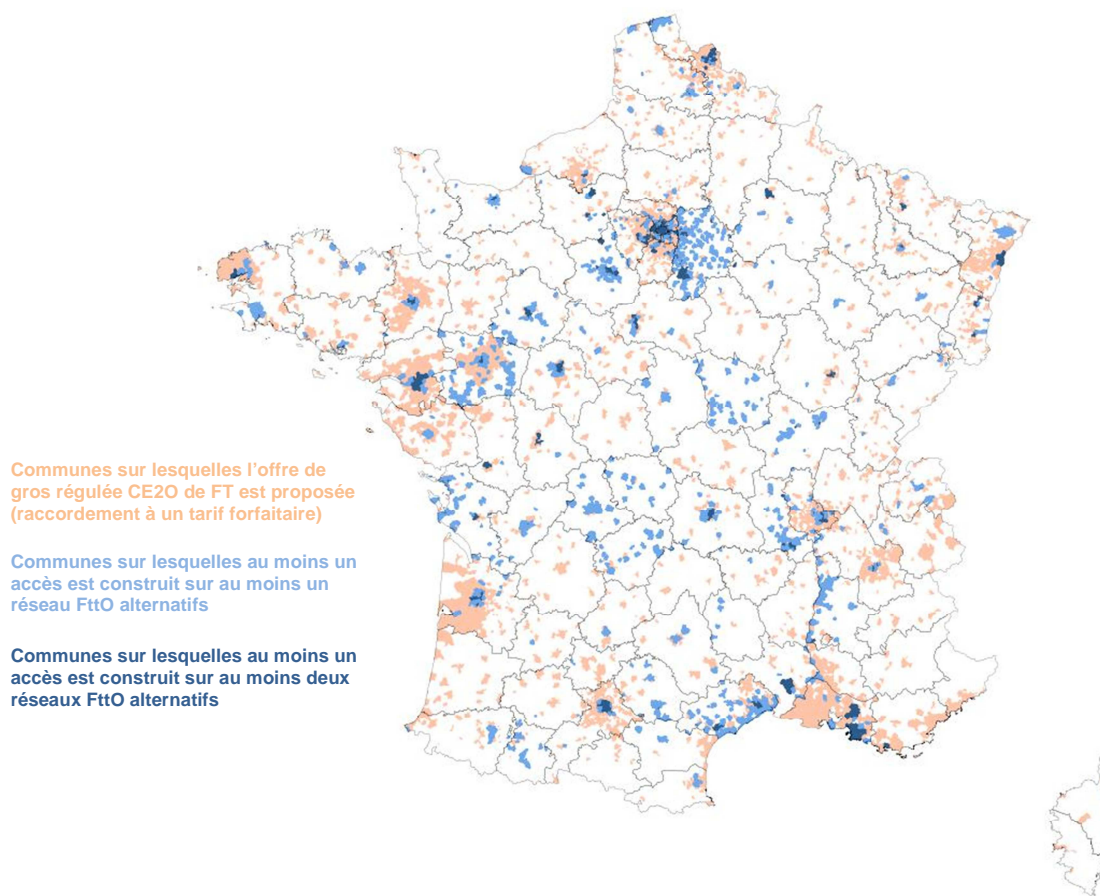 Communes sur lesquelles l'offre de
gros régulée CE2O de FT est proposée
(raccordement à un tarif forfaitaire)
Communes sur lesquelles au moins un
accès est construit sur au moins un
réseau FttO alternatifs
Communes sur lesquelles au moins un
accès est construit sur au moins deux
réseaux FttO alternatifs